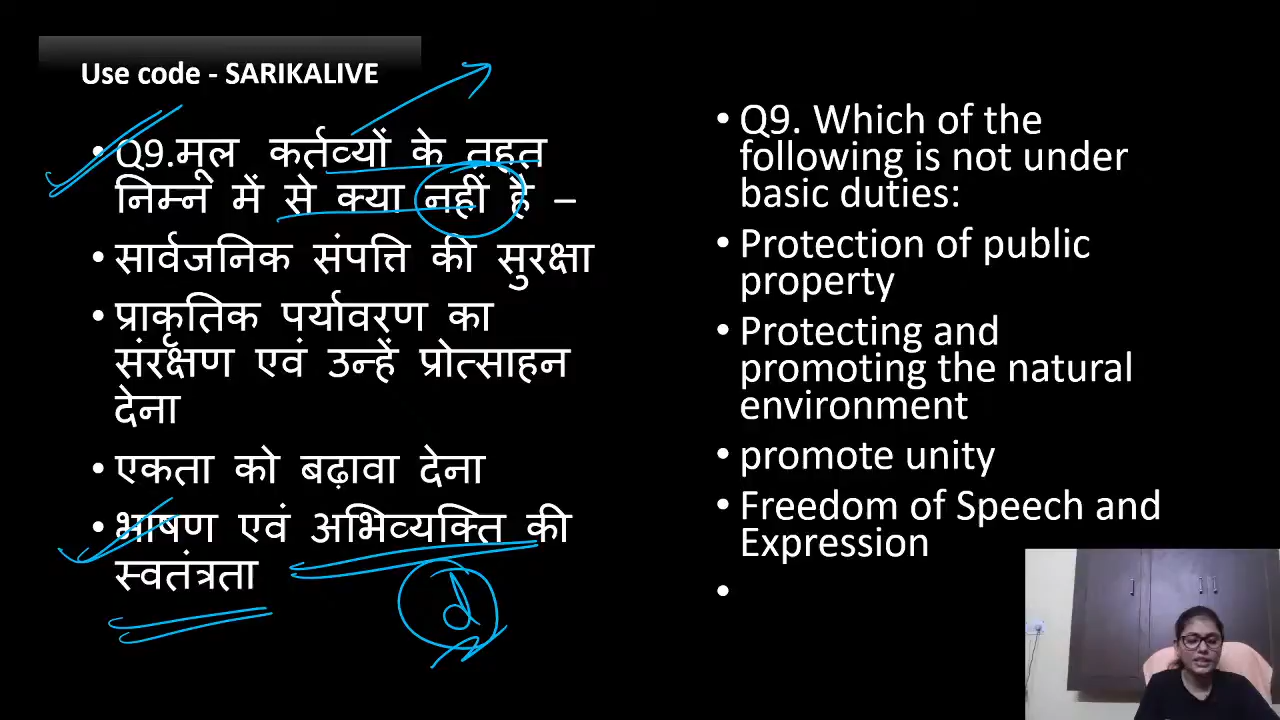 Use code - SARIKALIVE
• Q9.मूल कर्तव्यों के तहत
निम्न में से क्या नहीं है –
• सार्वजनिक संपत्ति की सुरक्षा
• प्राकृतिक पर्यावरण का
संरक्षण एवं उन्हें प्रोत्साहन
देना
• एकता को बढ़ावा देना
• भाषण एवं अभिव्यक्ति की
स्वतंत्रता
d
• Q9. Which of the
following is not under
basic duties:
• Protection of public
property
• Protecting and
promoting the natural
environment
• promote unity
• Freedom of Speech and
Expression
•